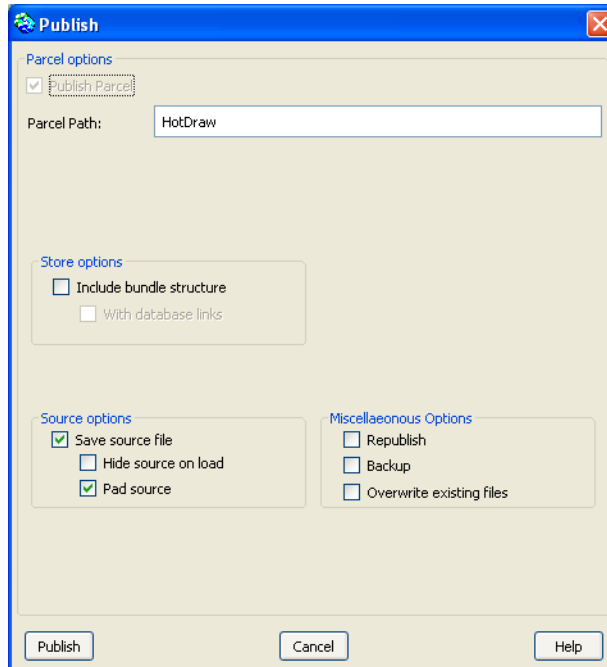 Publish
Parcel options
Publish Parcel
Parcel Path: HotDraw
Store options
Include bundle structure
With database links
Source options
Save source file
Hide source on load
Pad source
Miscellaeonous Options
Republish
Backup
Overwrite existing files
Publish Cancel Help